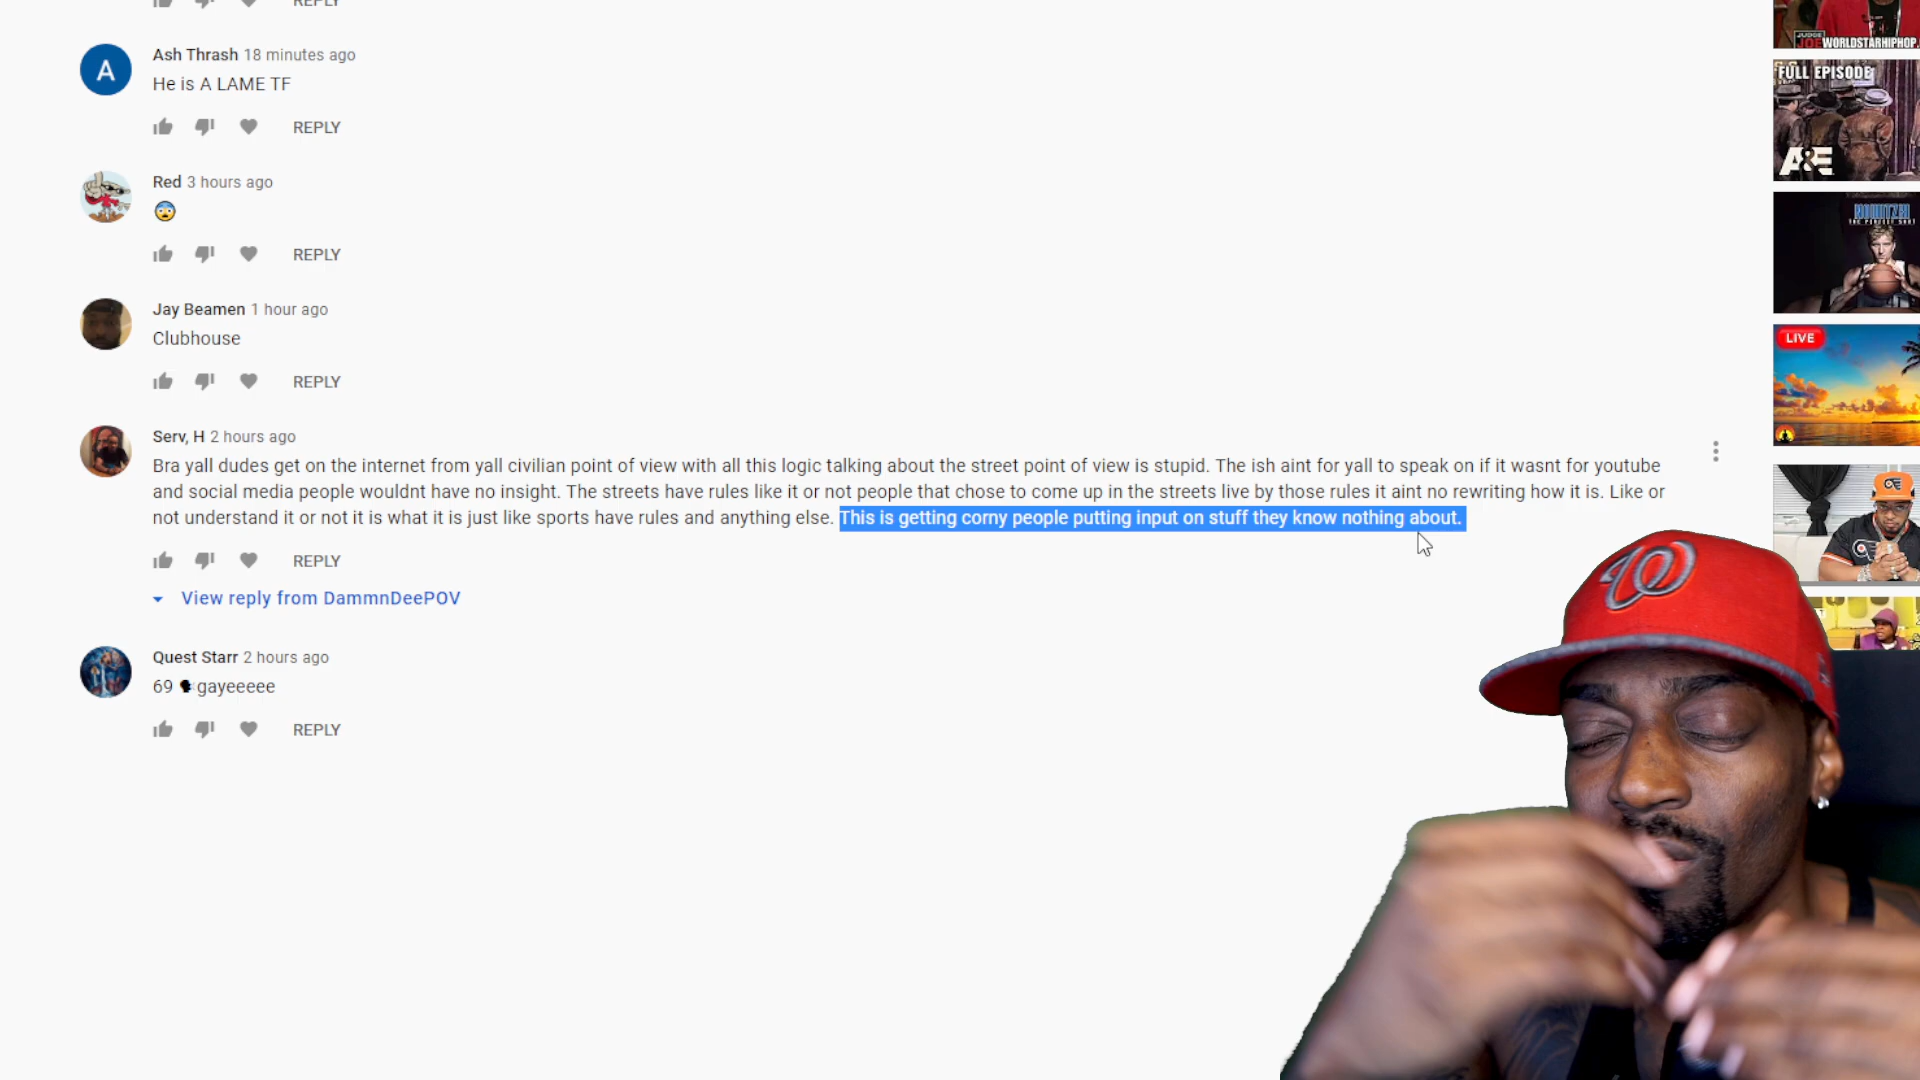 REPLY
Ash Thrash 18 minutes ago
He is A LAME TF
REPLY
Red 3 hours ago
😨
REPLY
Jay Beamen 1 hour ago
Clubhouse
REPLY
Serv, H 2 hours ago
Bra yall dudes get on the internet from yall civilian point of view with all this logic talking about the street point of view is stupid. The ish aint for yall to speak on if it wasnt for youtube
and social media people wouldnt have no insight. The streets have rules like it or not people that chose to come up in the streets live by those rules it aint no rewriting how it is. Like or
not understand it or not it is what it is just like sports have rules and anything else. This is getting corny people putting input on stuff they know nothing about.
REPLY
View reply from DammnDeePOV
Quest Starr 2 hours ago
69 🗣gayeeeee
REPLY
A
JUDGE
JOE WORLDSTARHIPHOP.
FULL EPISODE
A&E
NOWITZKI
THE PERFECT SHOT
LIVE
W